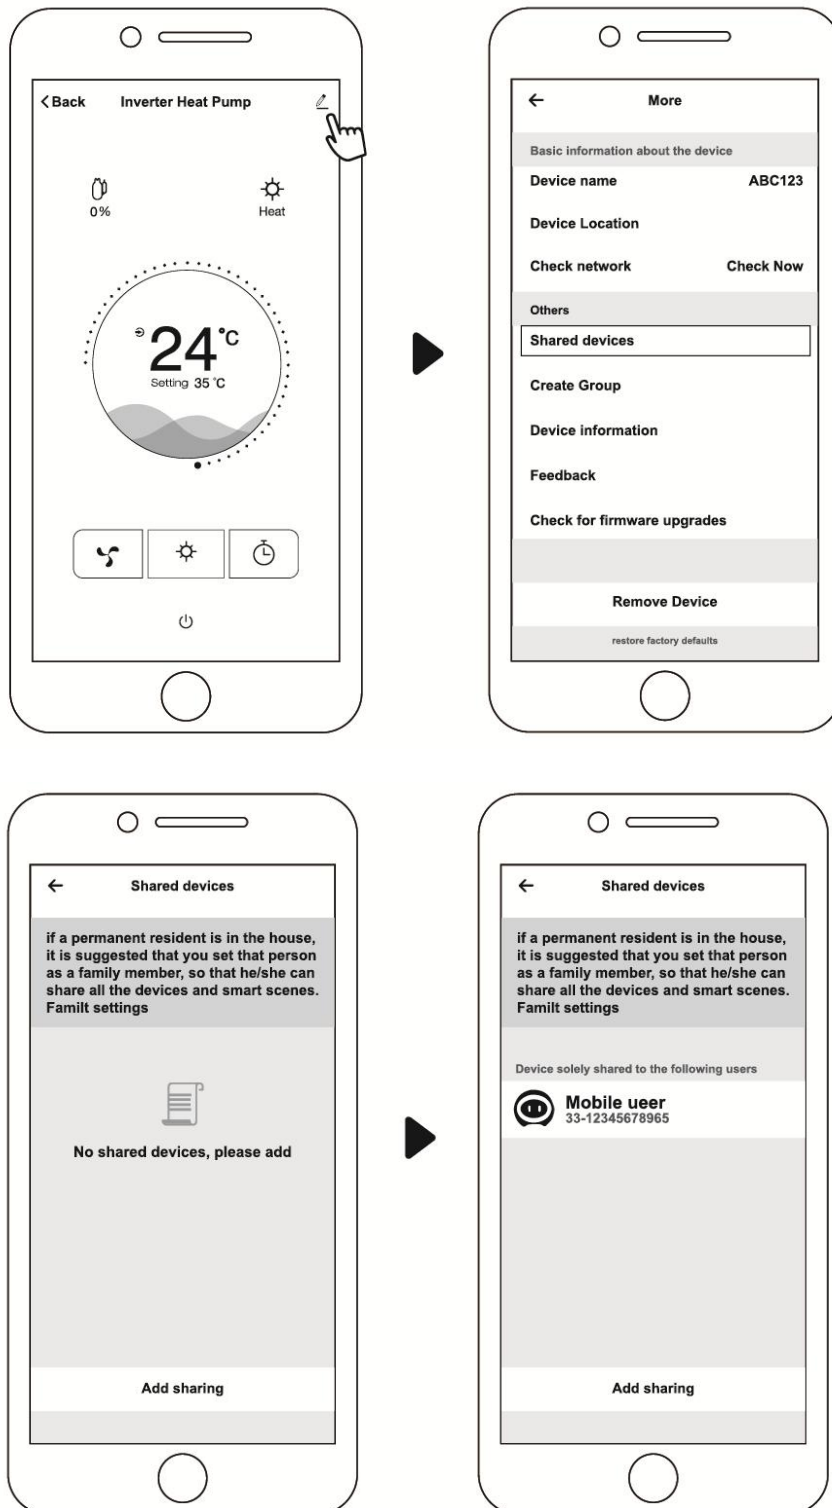 Back Inverter Heat Pump
0% Heat
24°C
Setting 35 °C
More
Basic information about the device
Device name ABC123
Device Location
Check network Check Now
Others
Shared devices
Create Group
Device information
Feedback
Check for firmware upgrades
Remove Device
restore factory defaults
Shared devices
if a permanent resident is in the house,
it is suggested that you set that person
as a family member, so that he/she can
share all the devices and smart scenes.
Familt settings
No shared devices, please add
Add sharing
Shared devices
if a permanent resident is in the house,
it is suggested that you set that person
as a family member, so that he/she can
share all the devices and smart scenes.
Familt settings
Device solely shared to the following users
Mobile ueer
33-12345678965
Add sharing